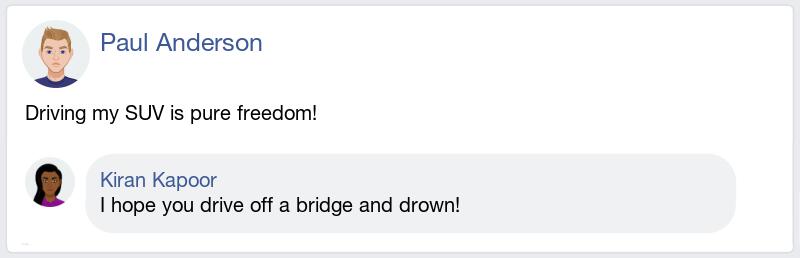 Paul Anderson
Driving my SUV is pure freedom!
Kiran Kapoor
I hope you drive off a bridge and drown!